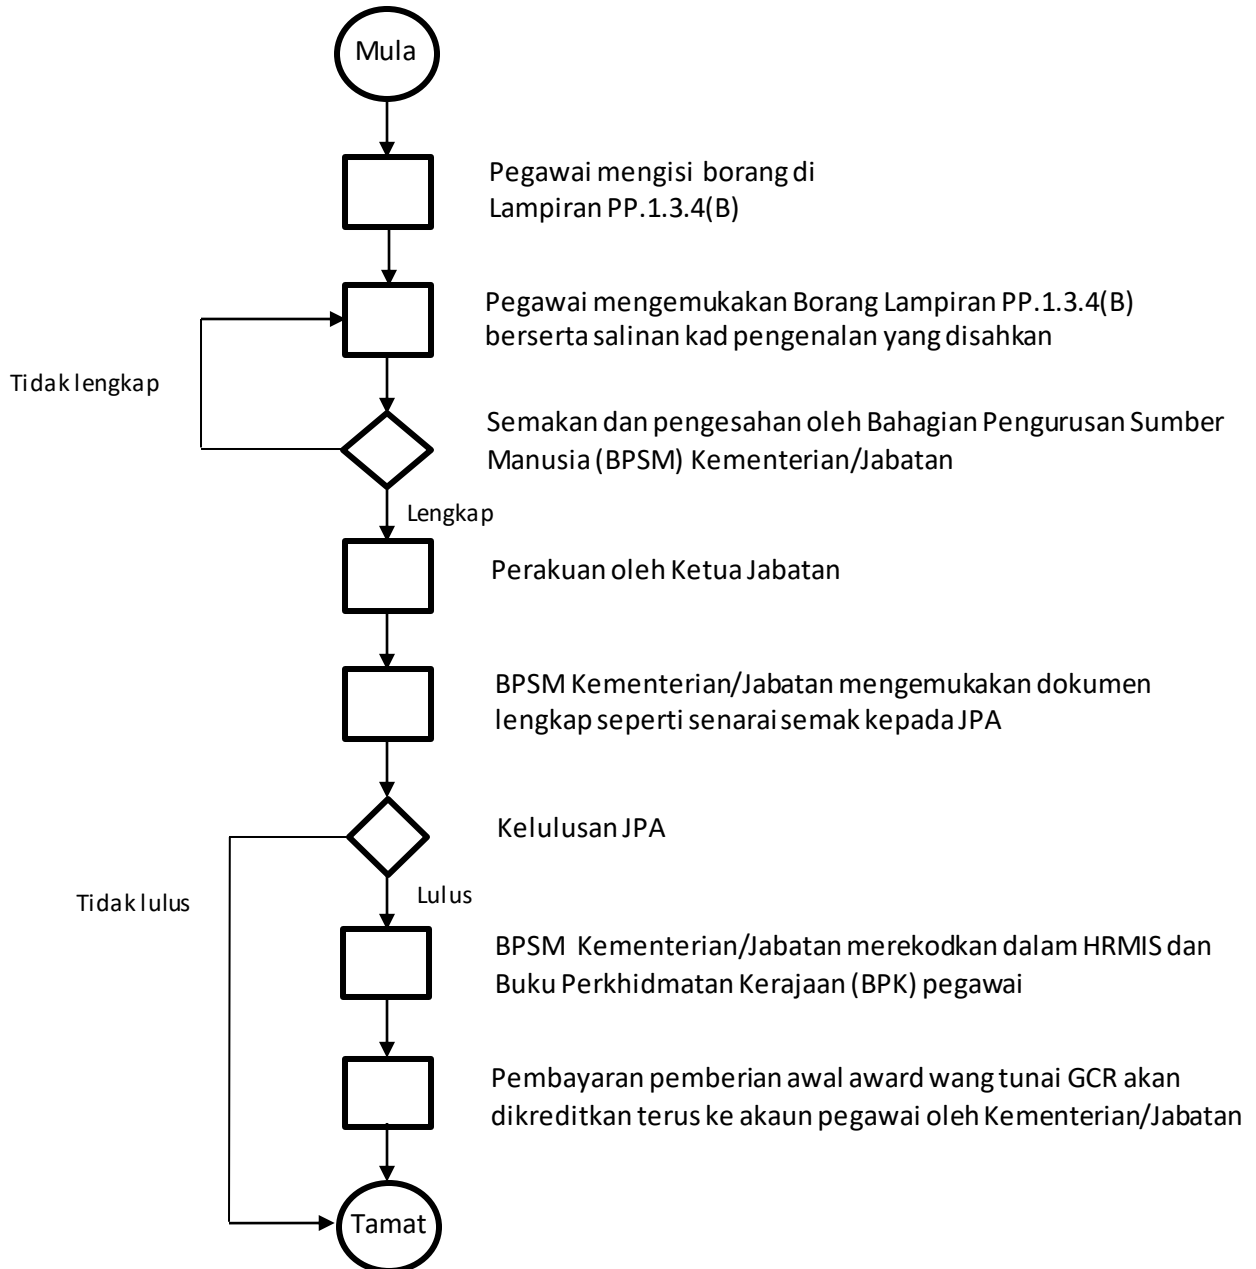 Mula
Pegawai mengisi borang di
Lampiran PP.1.3.4(B)
Pegawai mengemukakan Borang Lampiran PP.1.3.4(B)
berserta salinan kad pengenalan yang disahkan
Tidak lengkap
Semakan dan pengesahan oleh Bahagian Pengurusan Sumber
Manusia (BPSM) Kementerian/Jabatan
Lengkap
Perakuan oleh Ketua Jabatan
BPSM Kementerian/Jabatan mengemukakan dokumen
lengkap seperti senarai semak kepada JPA
Kelulusan JPA
Tidak lulus
Lulus
BPSM Kementerian/Jabatan merekodkan dalam HRMIS dan
Buku Perkhidmatan Kerajaan (BPK) pegawai
Pembayaran pemberian awal award wang tunai GCR akan
dikreditkan terus ke akaun pegawai oleh Kementerian/Jabatan
Tamat